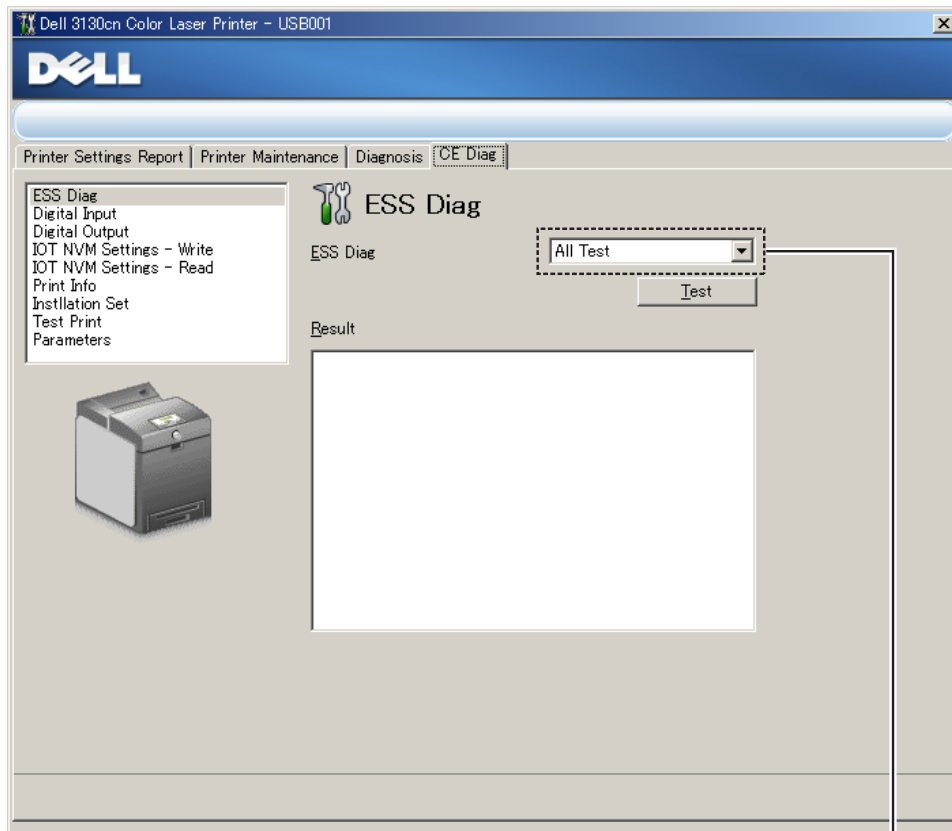 Dell 3130cn Color Laser Printer - USB001
DELL
Printer Settings Report
Printer Maintenance
Diagnosis
CE Diag
ESS Diag
Digital Input
Digital Output
IOT NVM Settings - Write
IOT NVM Settings - Read
Print Info
Instllation Set
Test Print
Parameters
ESS Diag
ESS Diag
All Test
Test
Result